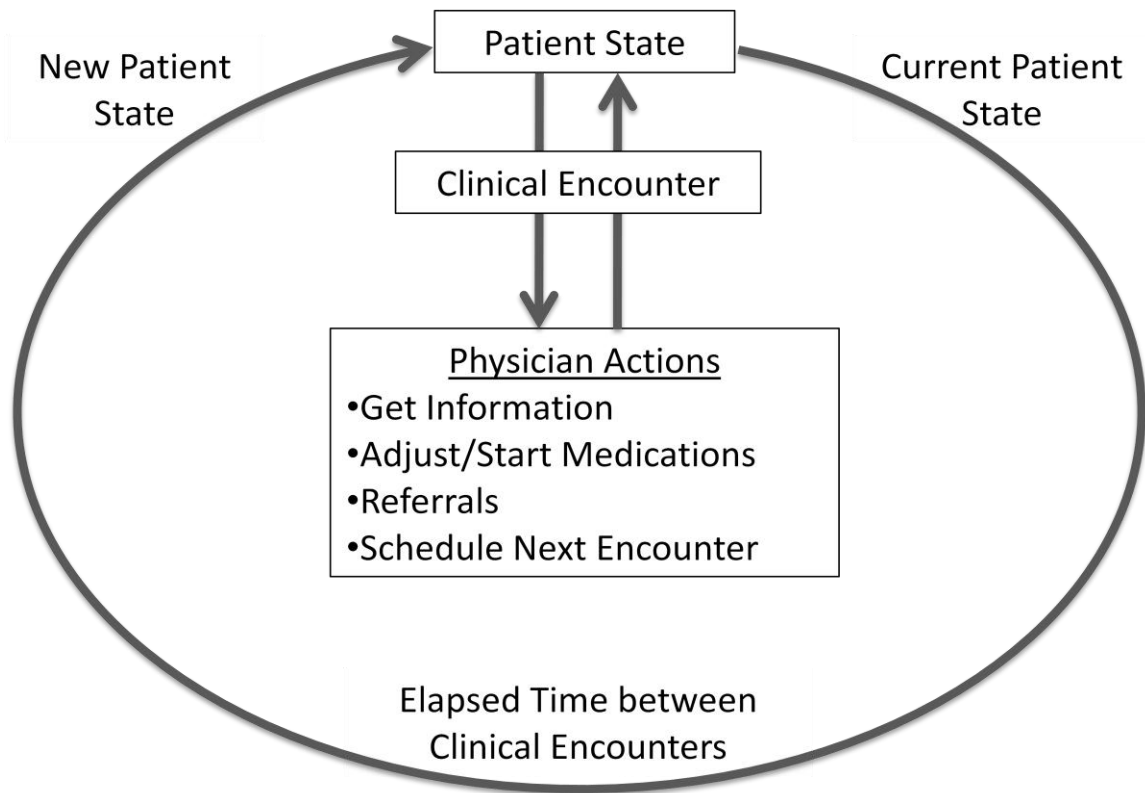 Patient State
New Patient
State
Current Patient
State
Clinical Encounter
Physician Actions
•Get Information
•Adjust/Start Medications
•Referrals
•Schedule Next Encounter
Elapsed Time between
Clinical Encounters